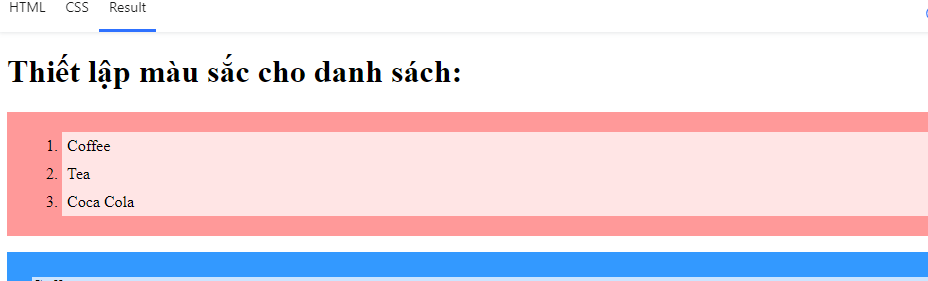 HTML CSS Result
Thiết lập màu sắc cho danh sách:
1. Coffee
2. Tea
3. Coca Cola